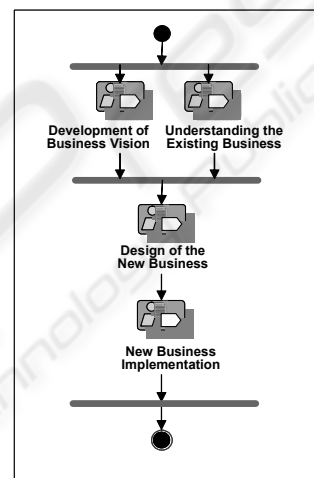 Development of
Business Vision
Understanding the
Existing Business
Design of the
New Business
New Business
Implementation